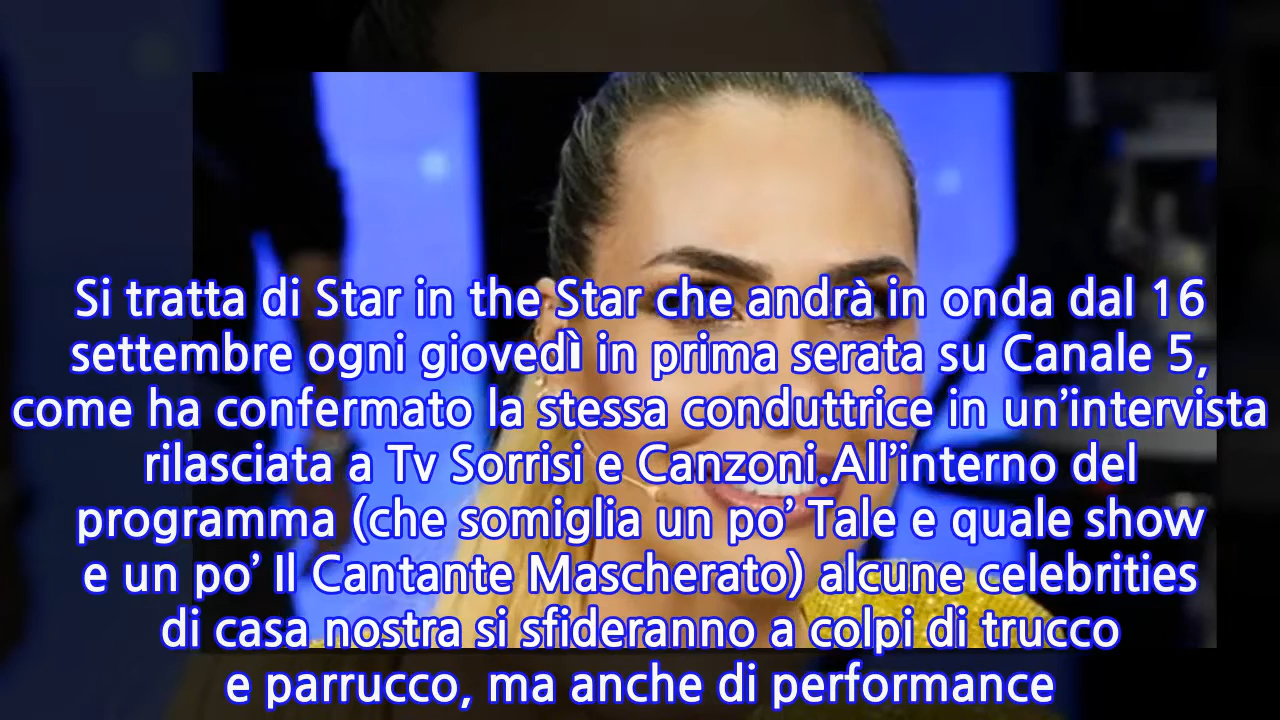 Si tratta di Star in the Star che andrà in onda dal 16
settembre ogni giovedì in prima serata su Canale 5,
come ha confermato la stessa conduttrice in un’intervista
rilasciata a Tv Sorrisi e Canzoni.All’interno del
programma (che somiglia un po’ Tale e quale show
e un po’ Il Cantante Mascherato) alcune celebrities
di casa nostra si sfideranno a colpi di trucco
e parrucco, ma anche di performance